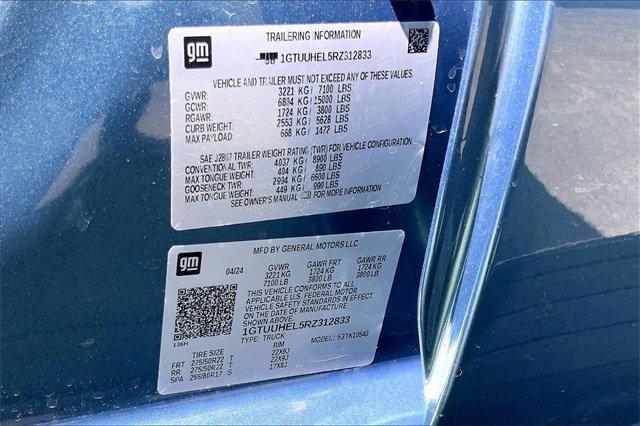 gm
TRAILERING INFORMATION
1GTUUHEL5RZ312833
VEHICLE AND TRAILER MUST NOT EXCEED ANY OF THESE VALUES.
GVWR: 3221 KG/ 7100 LBS
GCWR: 6804 KG/ 15000 LBS
RGAWR: 1724 KG/ 3800 LBS
CURB WEIGHT: 2553 KG/ 5628 LBS
MAX PAYLOAD: 668 KG/ 1472 LBS
SAE J2807 TRAILER WEIGHT RATING (TWR) FOR VEHICLE CONFIGURATION.
CONVENTIONAL TWR: 4037 KG/ 8900 LBS
MAX TONGUE WEIGHT: 404 KG/ 890 LBS
GOOSENECK TWR: 2994 KG/ 6600 LBS
MAX TONGUE WEIGHT: 449 KG/ 990 LBS
SEE OWNER'S MANUAL FOR MORE INFORMATION
gm
MFD BY GENERAL MOTORS LLC
04/24 GVWR GAWR FRT GAWR RR
3221 KG 1724 KG 1724 KG
7100 LB 3800 LB 3800 LB
THIS VEHICLE CONFORMS TO ALL
APPLICABLE U.S. FEDERAL MOTOR
VEHICLE SAFETY STANDARDS IN EFFECT
ON THE DATE OF MANUFACTURE
SHOWN ABOVE.
1GTUUHEL5RZ312833
136H TYPE: TRUCK MODEL: 53TK10543
TIRE SIZE RIM
FRT 275/50R22 T 22X9J
RR 275/50R22 T 22X9J
SPA 255/80R17 S 17X8J